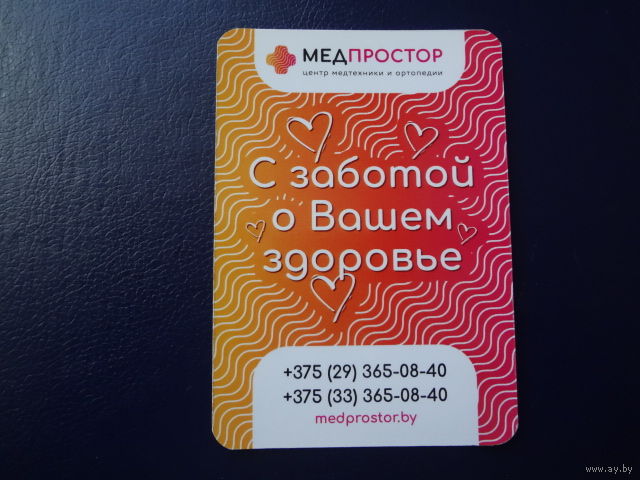 МЕДПРОСТОР
центр медтехники и ортопедии
С заботой
о Вашем
здоровье
+375 (29) 365-08-40
+375 (33) 365-08-40
medprostor.by
www.ay.by